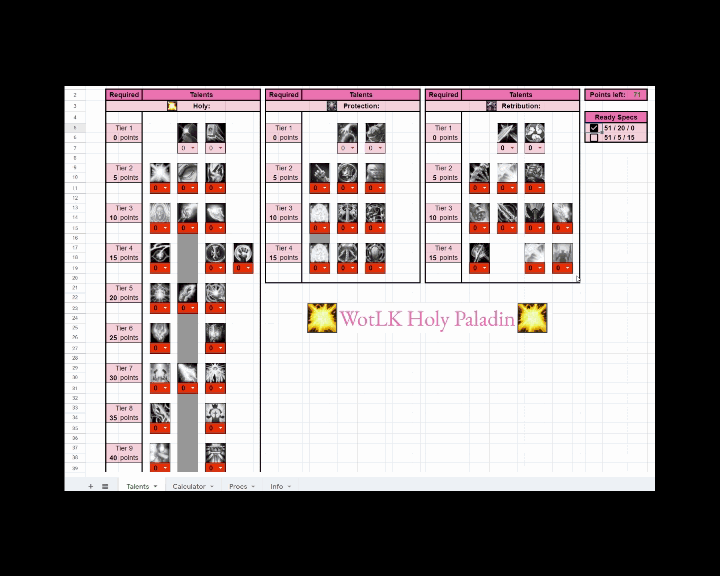 Required Talents Required Talents Required Talents Points left: 71
Holy: Protection: Retribution:
Ready Specs
Tier 1 Tier 1 Tier 1 51 / 20 / 0
0 points 0 points 0 points 51 / 5 / 15
0 0 0 0 0 0
Tier 2 Tier 2 Tier 2
5 points 5 points 5 points
0 0 0 0 0 0 0 0 0
Tier 3 Tier 3 Tier 3
10 points 10 points 10 points
0 0 0 0 0 0 0 0 0 0
Tier 4 Tier 4 Tier 4
15 points 15 points 15 points
0 0 0 0 0 0 0 0 0
Tier 5
20 points
0 0 0
WotLK Holy Paladin
Tier 6
25 points
0 0
Tier 7
30 points
0 0 0
Tier 8
35 points
0 0
Tier 9
40 points
Talents Calculator Procs Info